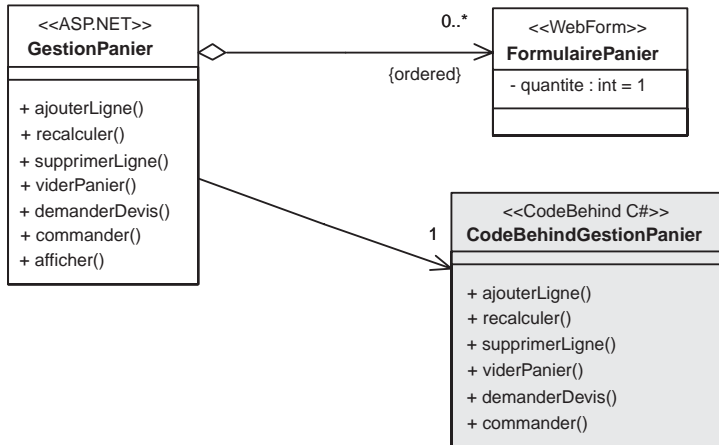 <<ASP.NET>>
GestionPanier
+ ajouterLigne()
+ recalculer()
+ supprimerLigne()
+ viderPanier()
+ demanderDevis()
+ commander()
+ afficher()
0..*
{ordered}
<<WebForm>>
FormulairePanier
- quantite : int = 1
1
<<CodeBehind C#>>
CodeBehindGestionPanier
+ ajouterLigne()
+ recalculer()
+ supprimerLigne()
+ viderPanier()
+ demanderDevis()
+ commander()